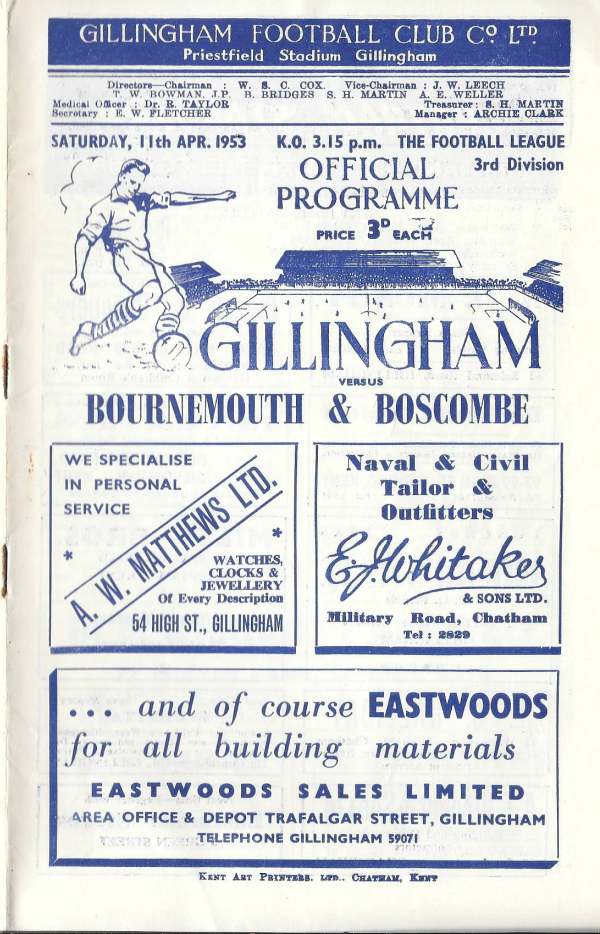 GILLINGHAM FOOTBALL CLUB Co LTD.
Priestfield Stadium Gillingham
Directors—Chairman : W. S. C. COX. Vice-Chairman : J. W. LEECH
T. W. BOWMAN, J.P. B. BRIDGES S. H. MARTIN A. E. WELLER
Medical Officer : Dr. R. TAYLOR Treasurer: S. H. MARTIN
Secretary : E. W. FLETCHER Manager : ARCHIE CLARK
SATURDAY, 11th APR. 1953 K.O. 3.15 p.m. THE FOOTBALL LEAGUE
3rd Division
OFFICIAL
PROGRAMME
PRICE 3D EACH
GILLINGHAM
VERSUS
BOURNEMOUTH & BOSCOMBE
WE SPECIALISE
IN PERSONAL
SERVICE
* A. W. MATTHEWS LTD. *
WATCHES,
CLOCKS &
JEWELLERY
Of Every Description
54 HIGH ST., GILLINGHAM
Naval & Civil
Tailor &
Outfitters
E.J. Whitaker
& SONS LTD.
Military Road, Chatham
Tel : 2829
... and of course EASTWOODS
for all building materials
EASTWOODS SALES LIMITED
AREA OFFICE & DEPOT TRAFALGAR STREET, GILLINGHAM
TELEPHONE GILLINGHAM 59071
KENT ART PRINTERS, LTD., CHATHAM, KENT